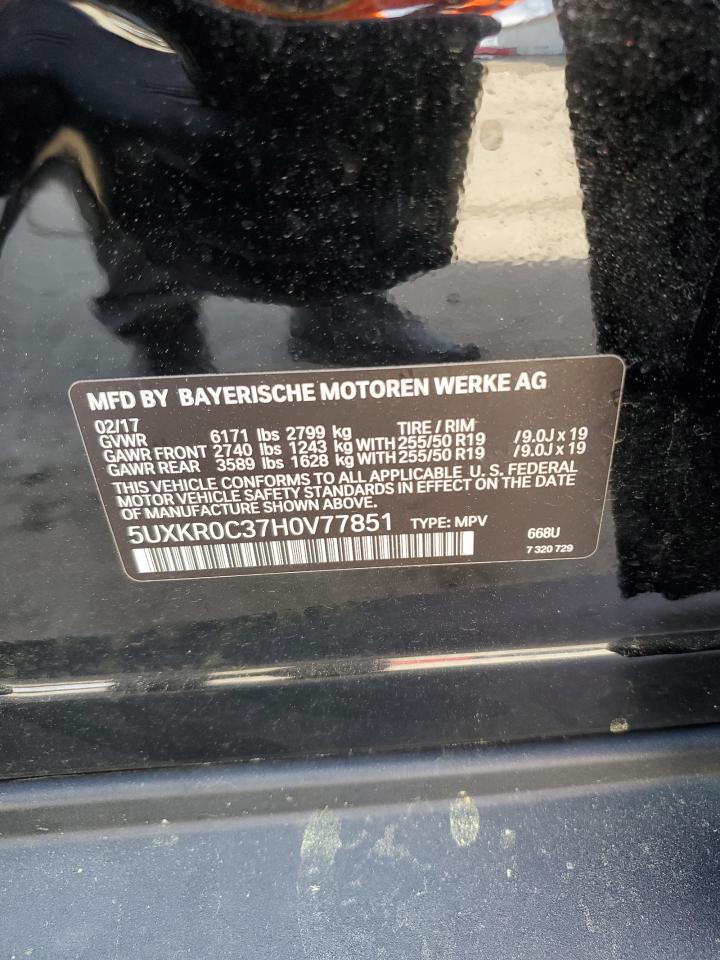 MFD BY BAYERISCHE MOTOREN WERKE AG
02/17 TIRE / RIM
GVWR 6171 lbs 2799 kg
GAWR FRONT 2740 lbs 1243 kg WITH 255/50 R19 / 9.0J x 19
GAWR REAR 3589 lbs 1628 kg WITH 255/50 R19 / 9.0J x 19
THIS VEHICLE CONFORMS TO ALL APPLICABLE U. S. FEDERAL
MOTOR VEHICLE SAFETY STANDARDS IN EFFECT ON THE DATE
OF MANUFACTURE SHOWN ABOVE.
5UXKR0C37H0V77851 TYPE: MPV 668U
7 320 729